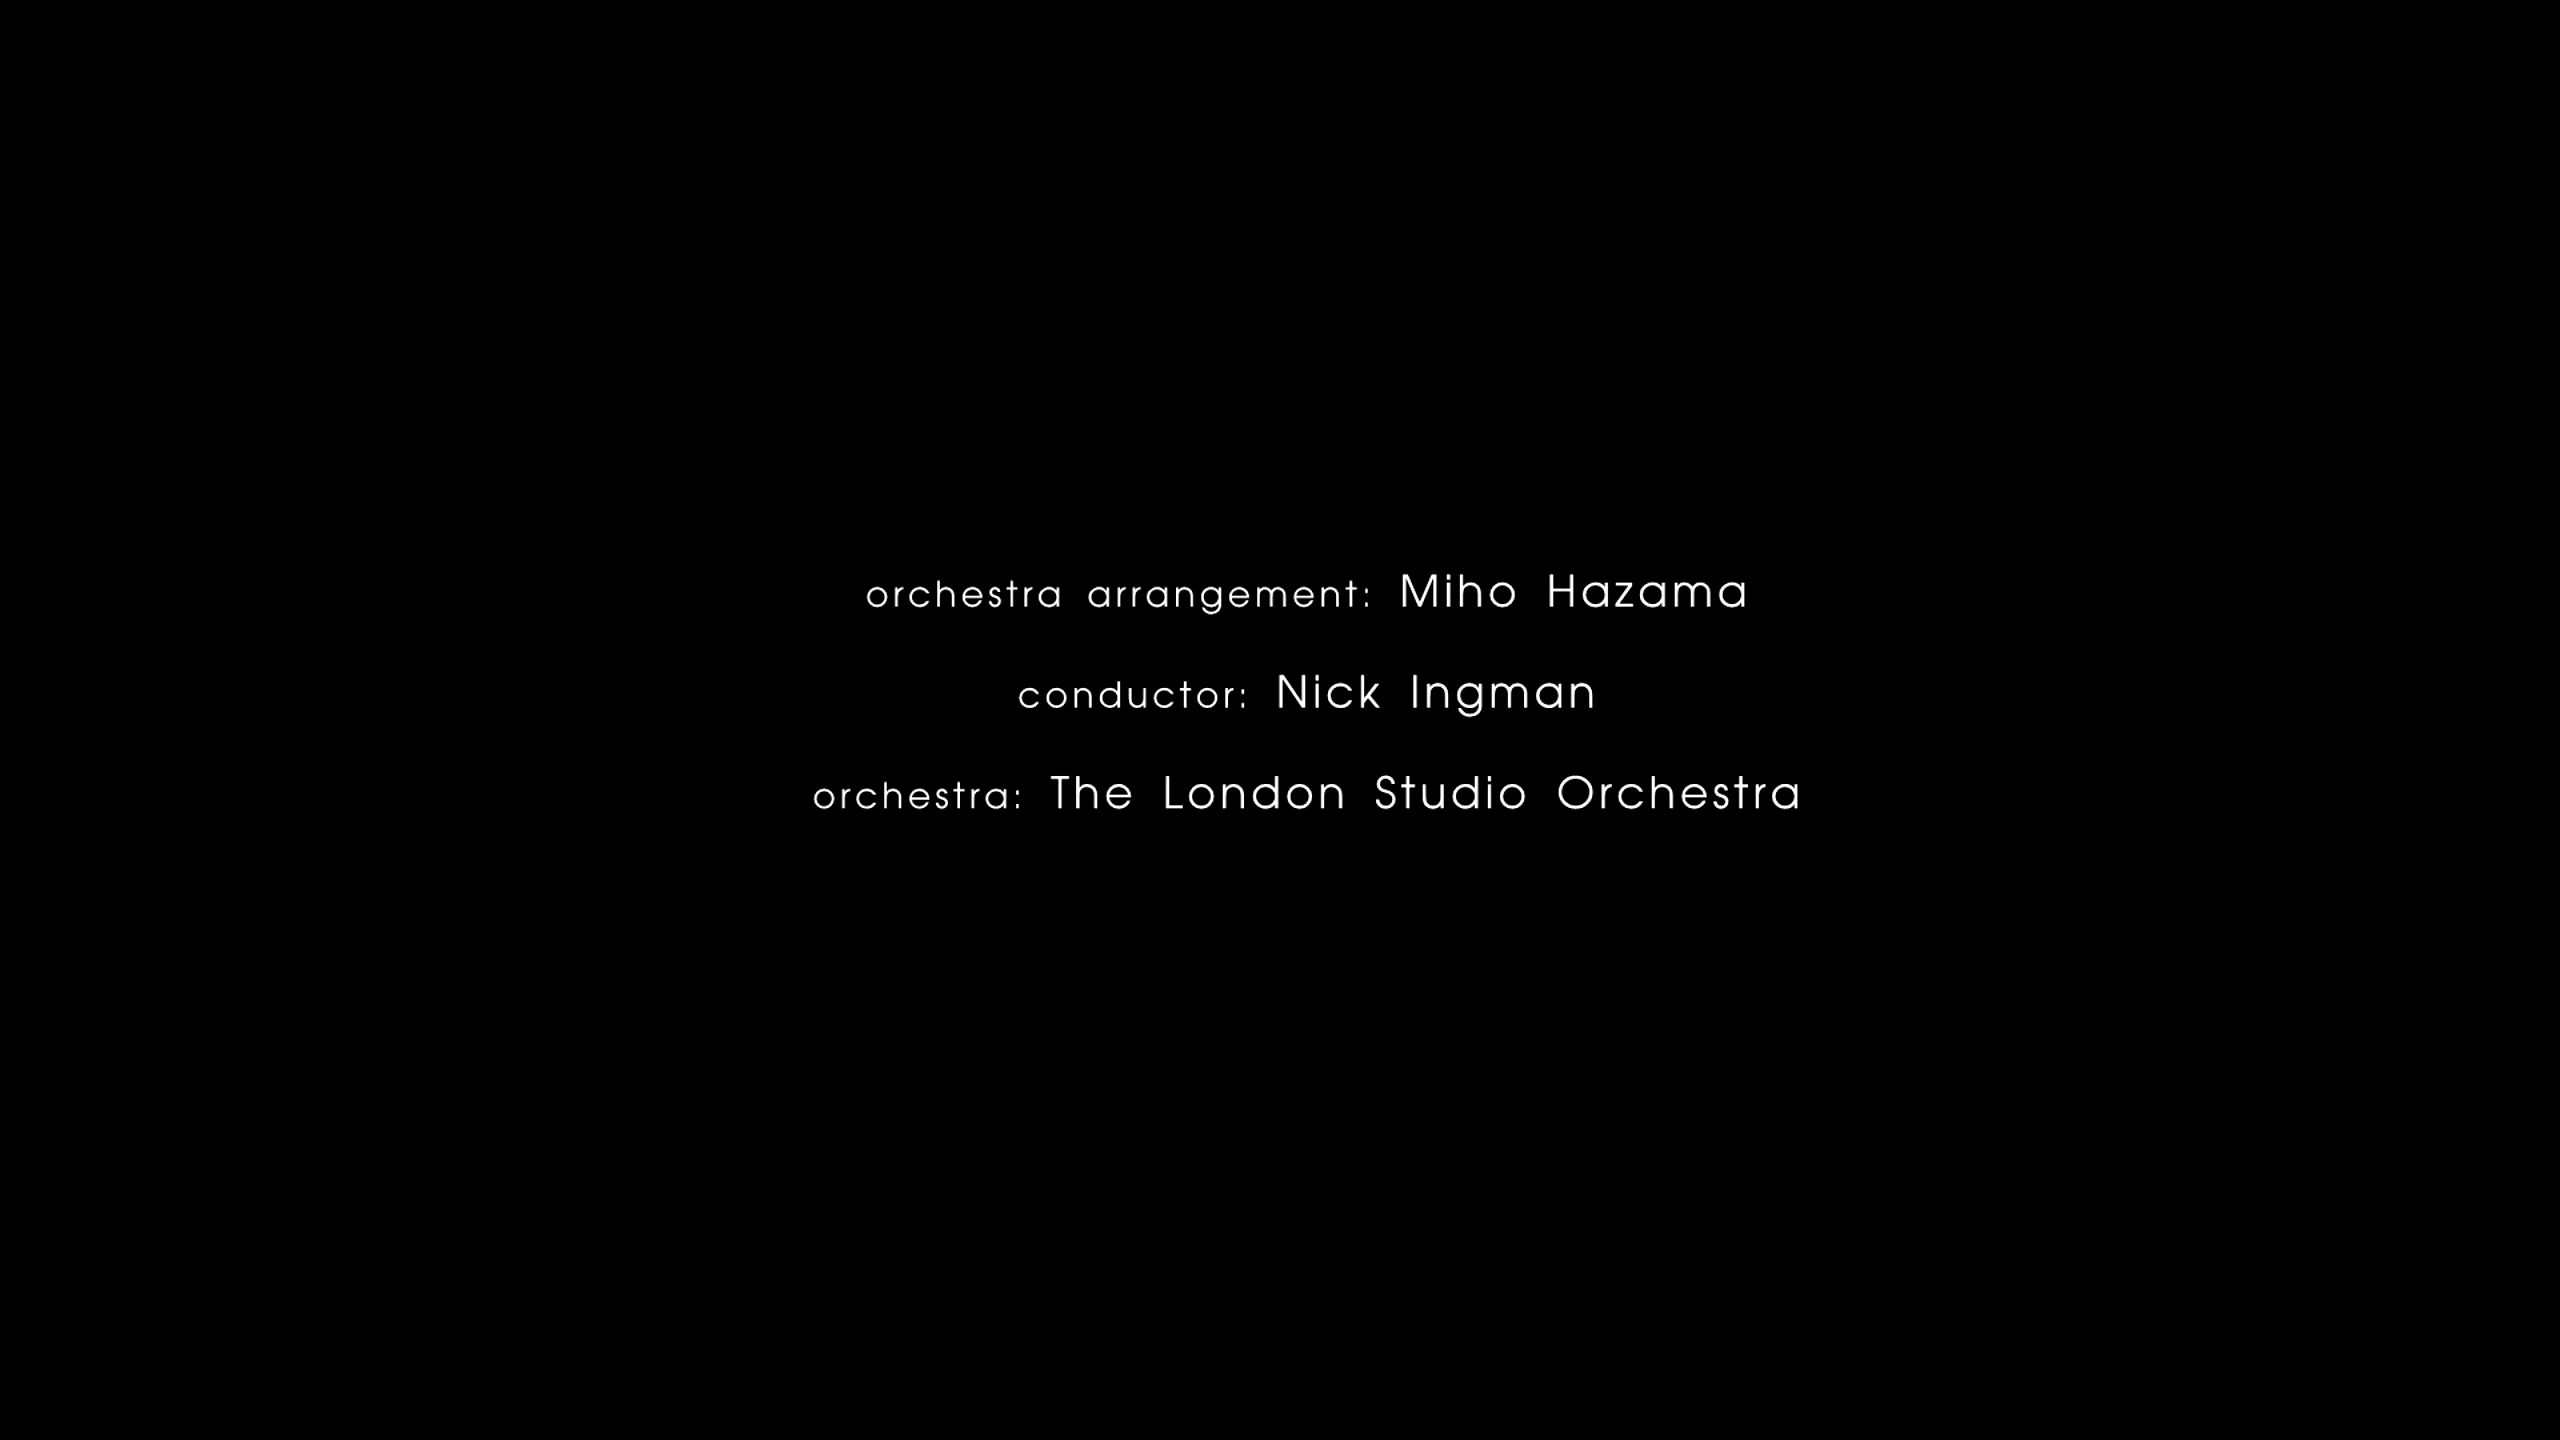 orchestra arrangement: Miho Hazama
conductor: Nick Ingman
orchestra: The London Studio Orchestra